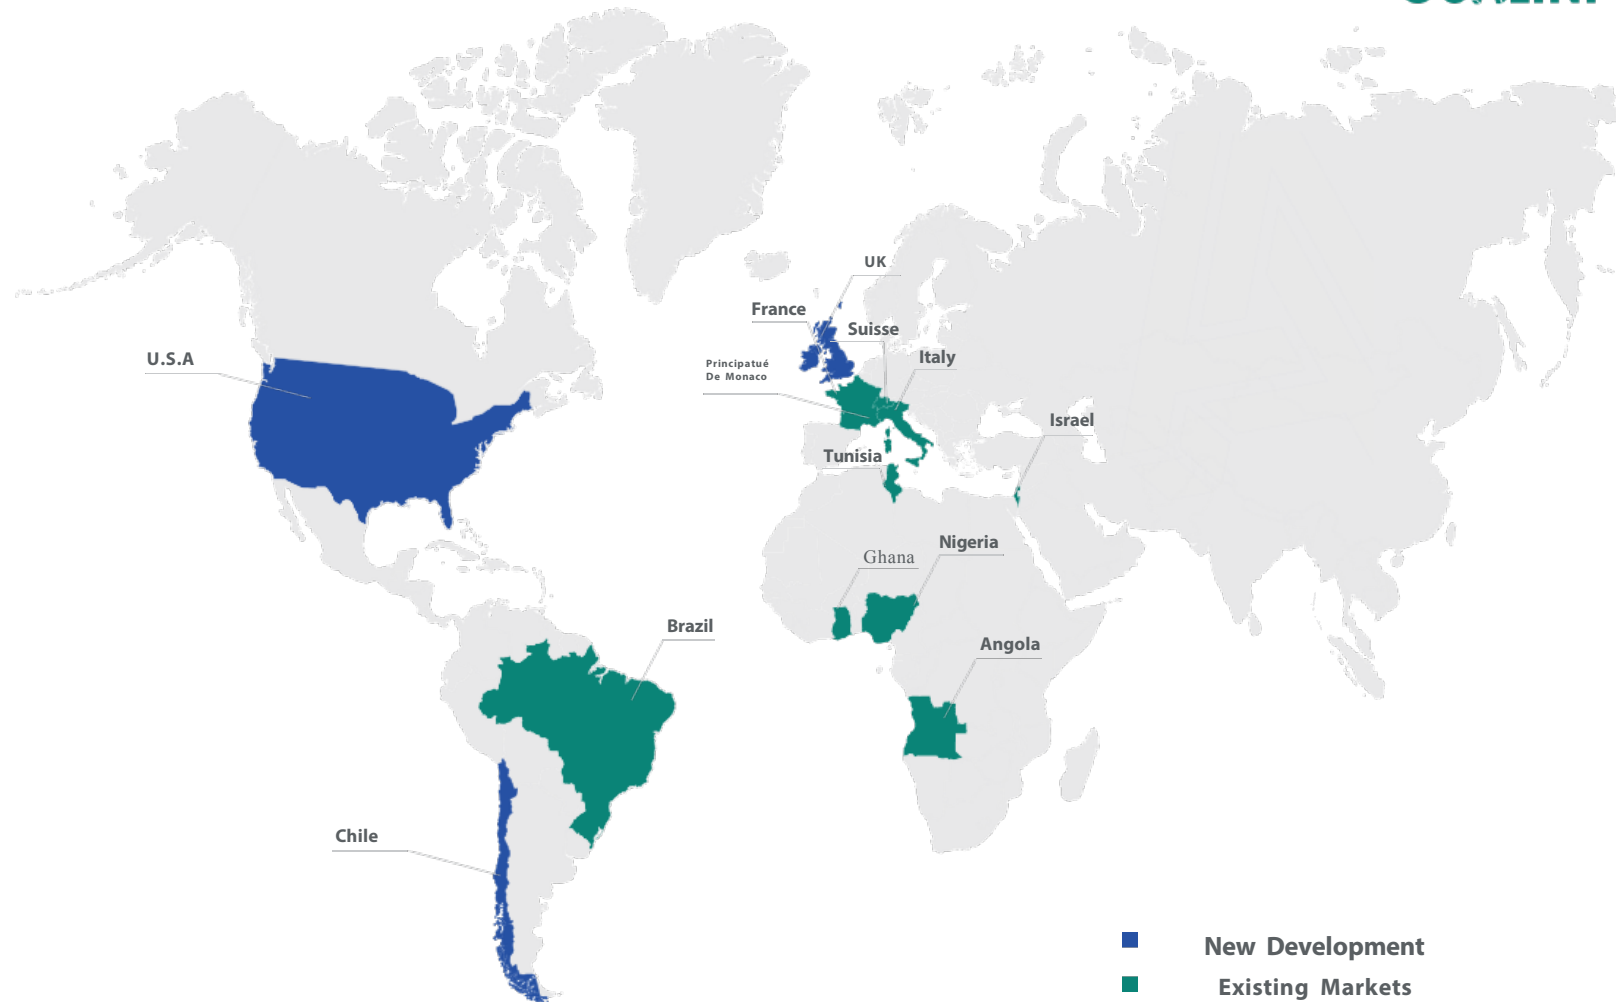 UK
France
Suisse
U.S.A
Italy
Principatué
De Monaco
Israel
Tunisia
Nigeria
Ghana
Brazil
Angola
Chile
New Development
Existing Markets